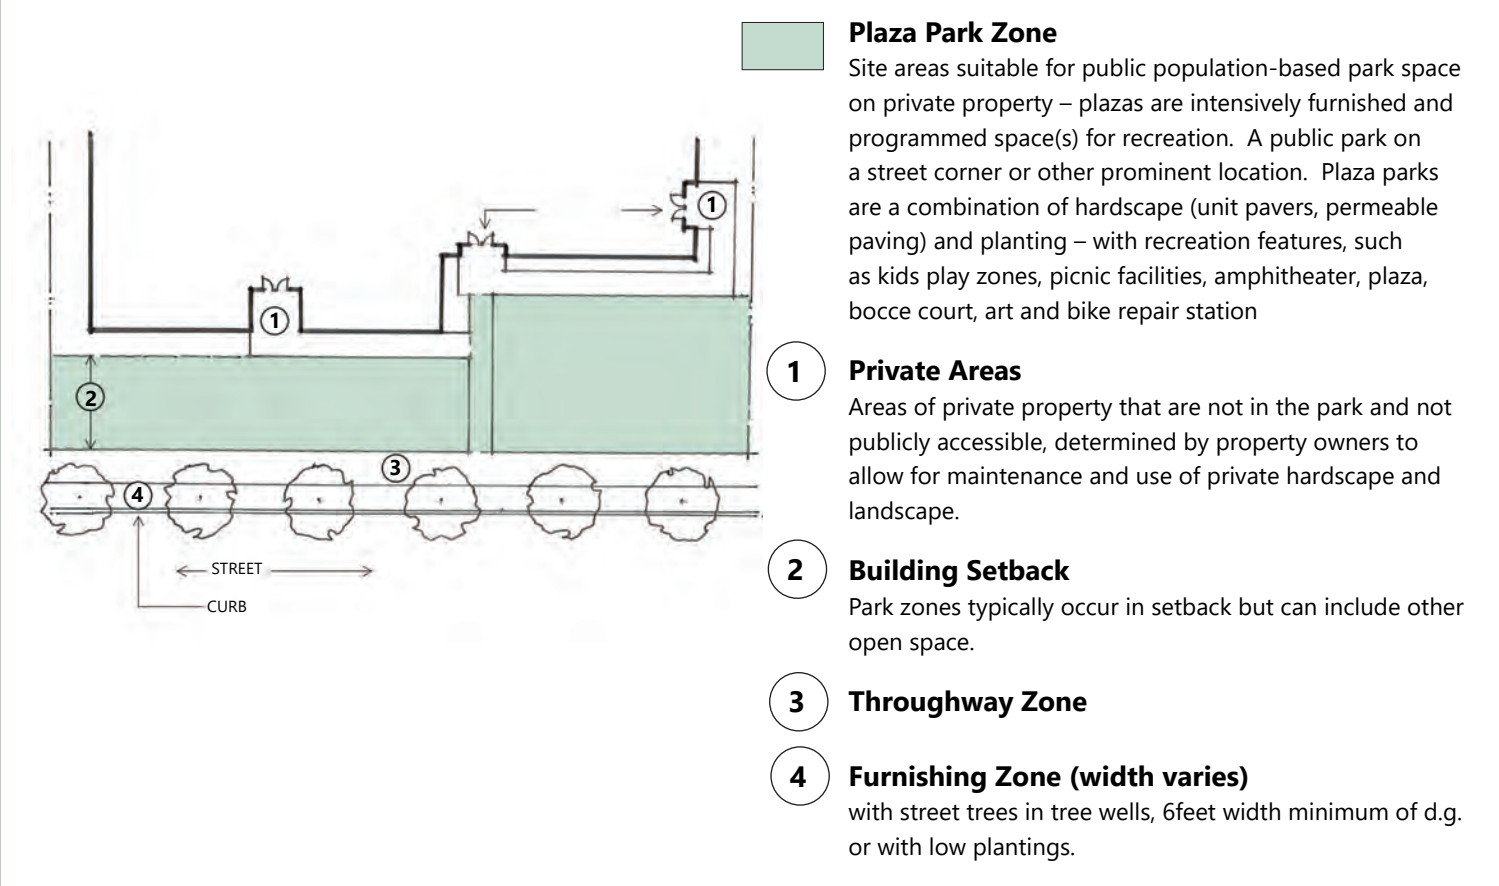 Plaza Park Zone
Site areas suitable for public population-based park space
on private property – plazas are intensively furnished and
programmed space(s) for recreation.  A public park on
a street corner or other prominent location.  Plaza parks
are a combination of hardscape (unit pavers, permeable
paving) and planting – with recreation features, such
as kids play zones, picnic facilities, amphitheater, plaza,
bocce court, art and bike repair station
1
Private Areas
Areas of private property that are not in the park and not
publicly accessible, determined by property owners to
allow for maintenance and use of private hardscape and
landscape.
2
Building Setback
Park zones typically occur in setback but can include other
open space.
3
Throughway Zone
4
Furnishing Zone (width varies)
with street trees in tree wells, 6feet width minimum of d.g.
or with low plantings.
1
1
2
3
4
STREET
CURB